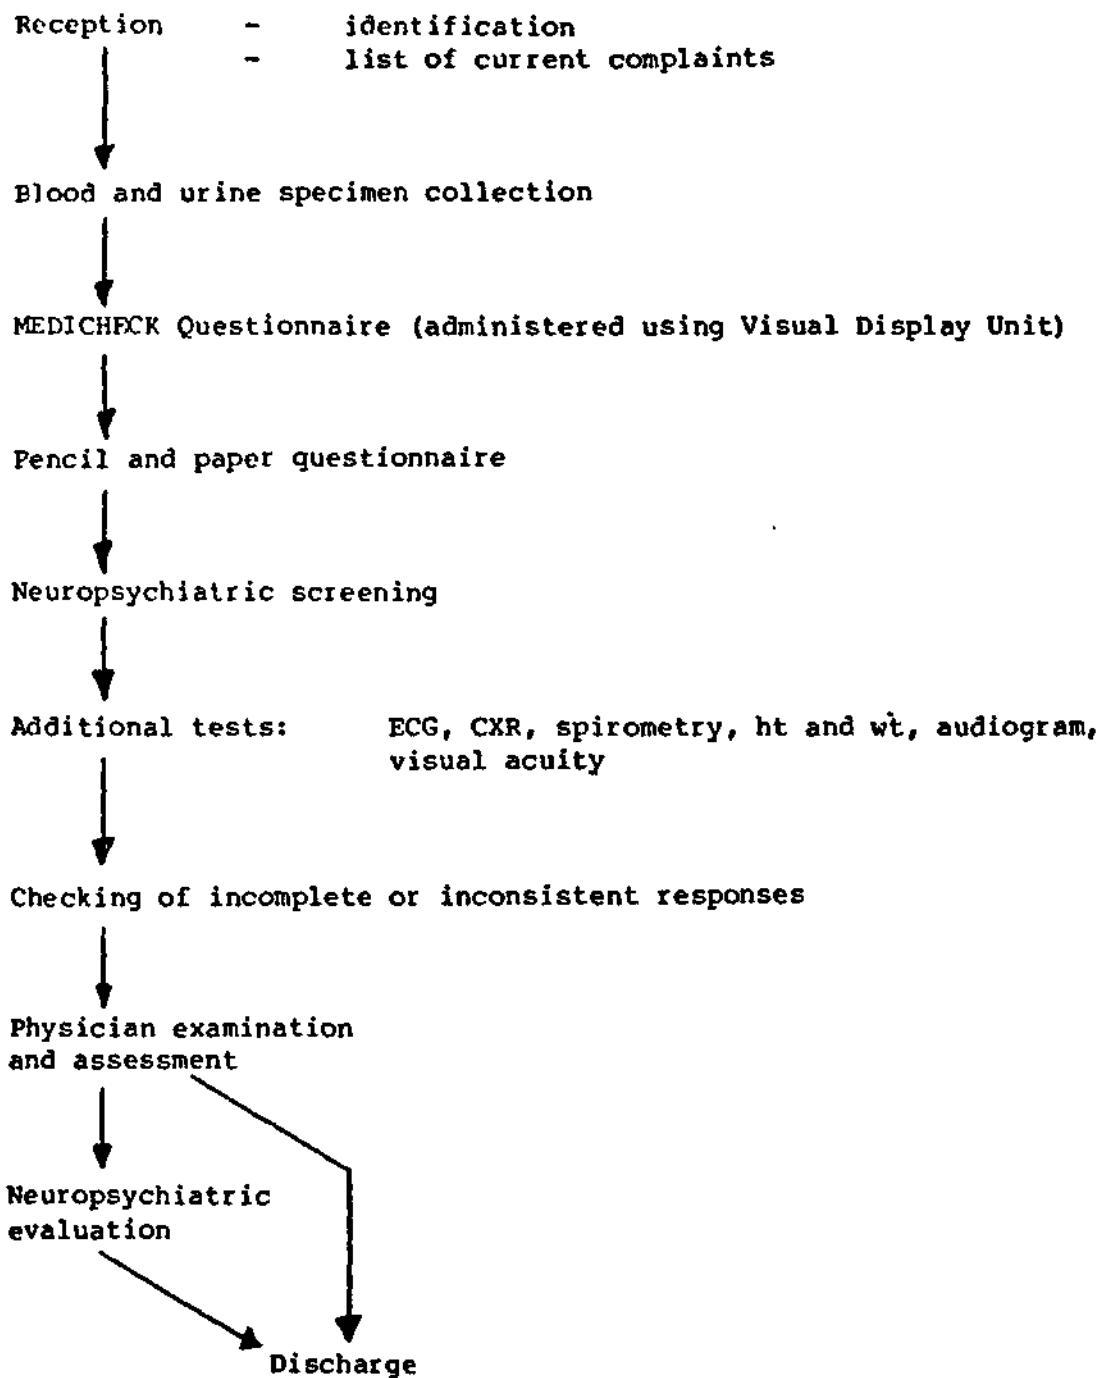 Reception - identification
- list of current complaints
Blood and urine specimen collection
MEDICHECK Questionnaire (administered using Visual Display Unit)
Pencil and paper questionnaire
Neuropsychiatric screening
Additional tests: ECG, CXR, spirometry, ht and wt, audiogram,
visual acuity
Checking of incomplete or inconsistent responses
Physician examination
and assessment
Neuropsychiatric
evaluation
Discharge